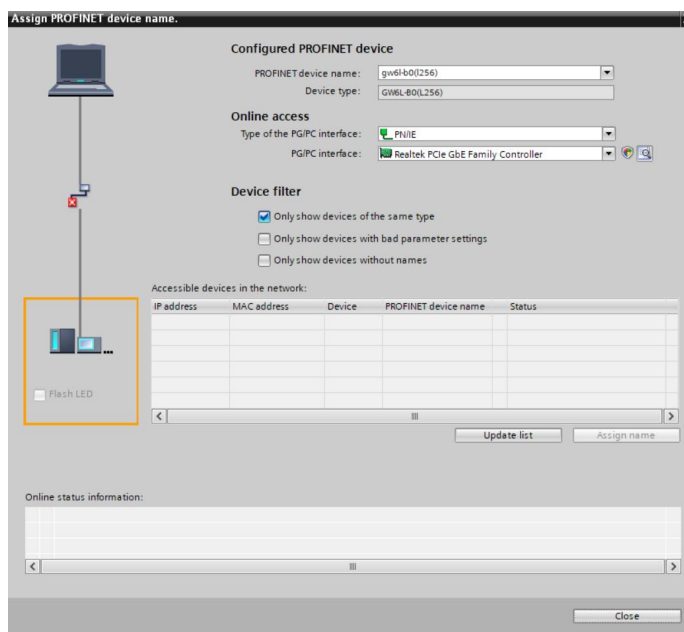 Assign PROFINET device name.
Configured PROFINET device
PROFINET device name: gw6l-b0(l256)
Device type: GW6L-B0(L256)
Online access
Type of the PG/PC interface: PN/IE
PG/PC interface: Realtek PCIe GbE Family Controller
Device filter
Only show devices of the same type
Only show devices with bad parameter settings
Only show devices without names
Accessible devices in the network:
IP address MAC address Device PROFINET device name Status
Flash LED
Update list Assign name
Online status information:
Close